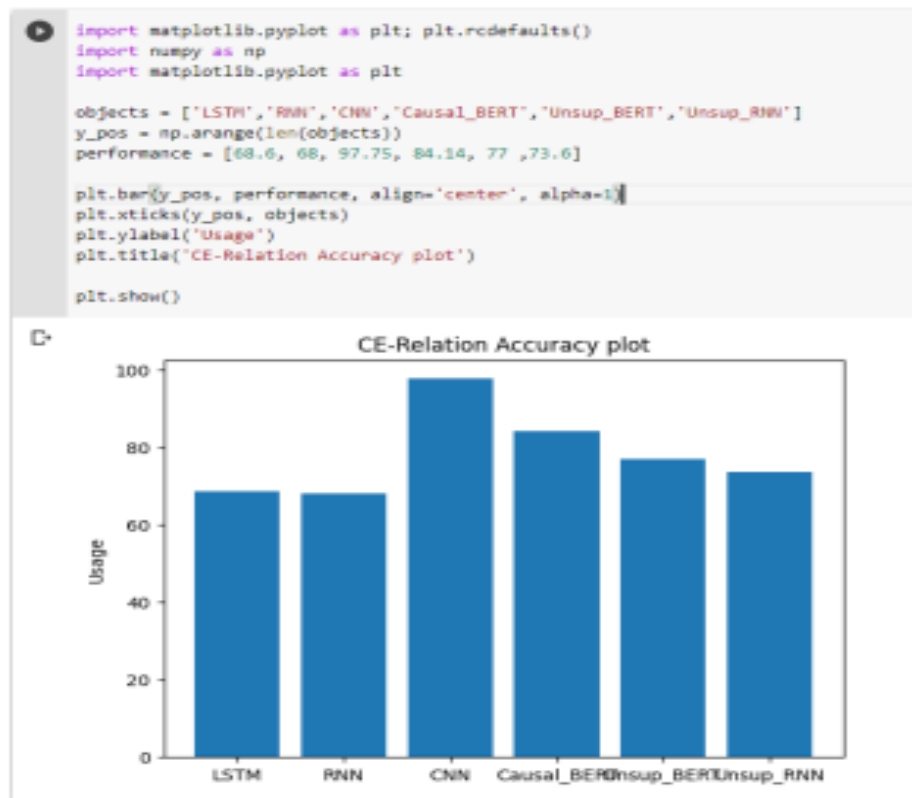 import matplotlib.pyplot as plt; plt.rcdefaults()
import numpy as np
import matplotlib.pyplot as plt
objects = ['LSTM','RNN','CNN','Causal_BERT','Unsup_BERT','Unsup_RNN']
y_pos = np.arange(len(objects))
performance = [68.6, 68, 97.75, 84.14, 77 ,73.6]
plt.bar(y_pos, performance, align='center', alpha=1)
plt.xticks(y_pos, objects)
plt.ylabel('Usage')
plt.title('CE-Relation Accuracy plot')
plt.show()
CE-Relation Accuracy plot
100
80
60
40
20
0
Usage
LSTM RNN CNN Causal_BERT Unsup_BERT Unsup_RNN